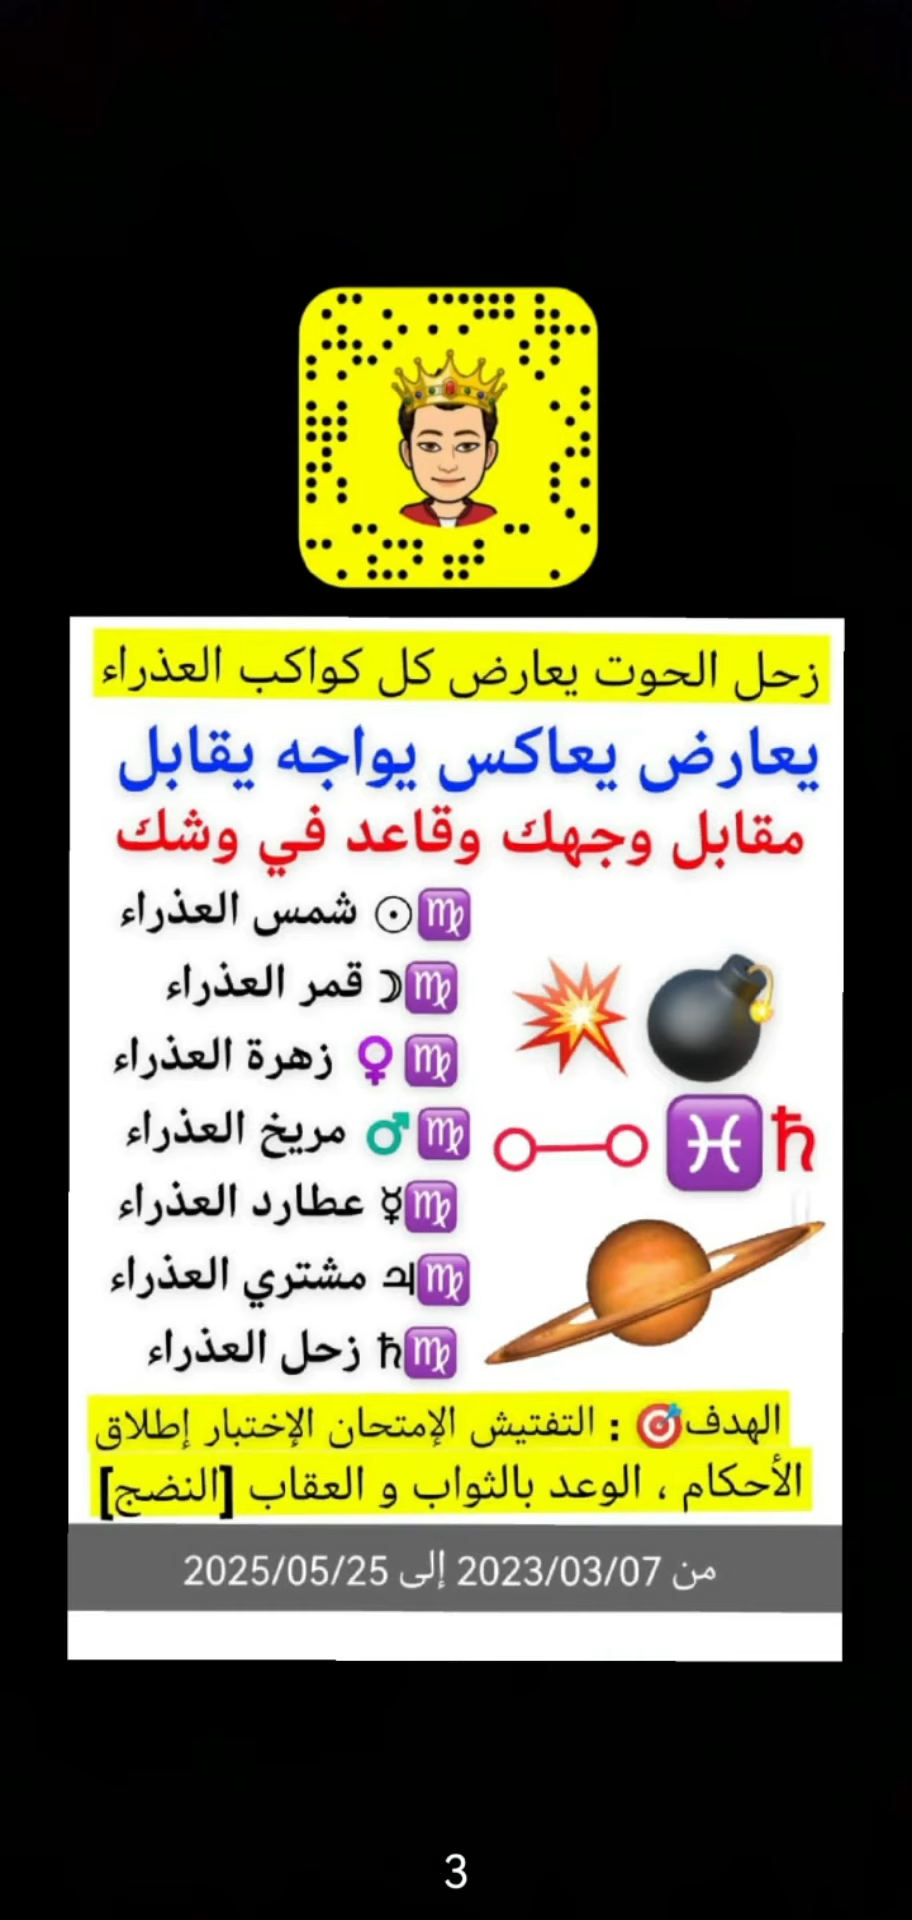 زحل الحوت يعارض كل كواكب العذراء
يعارض يعاكس يواجه يقابل
مقابل وجهك وقاعد في وشك
♍☉ شمس العذراء
♍☽ قمر العذراء
♍♀ زهرة العذراء
♍♂ مريخ العذراء
♍☿ عطارد العذراء
♍♃ مشتري العذراء
♍♄ زحل العذراء
♄♓☍
الهدف🎯 : التفتيش الإمتحان الإختبار إطلاق
الأحكام ، الوعد بالثواب و العقاب [النضج]
من 2023/03/07 إلى 2025/05/25
3